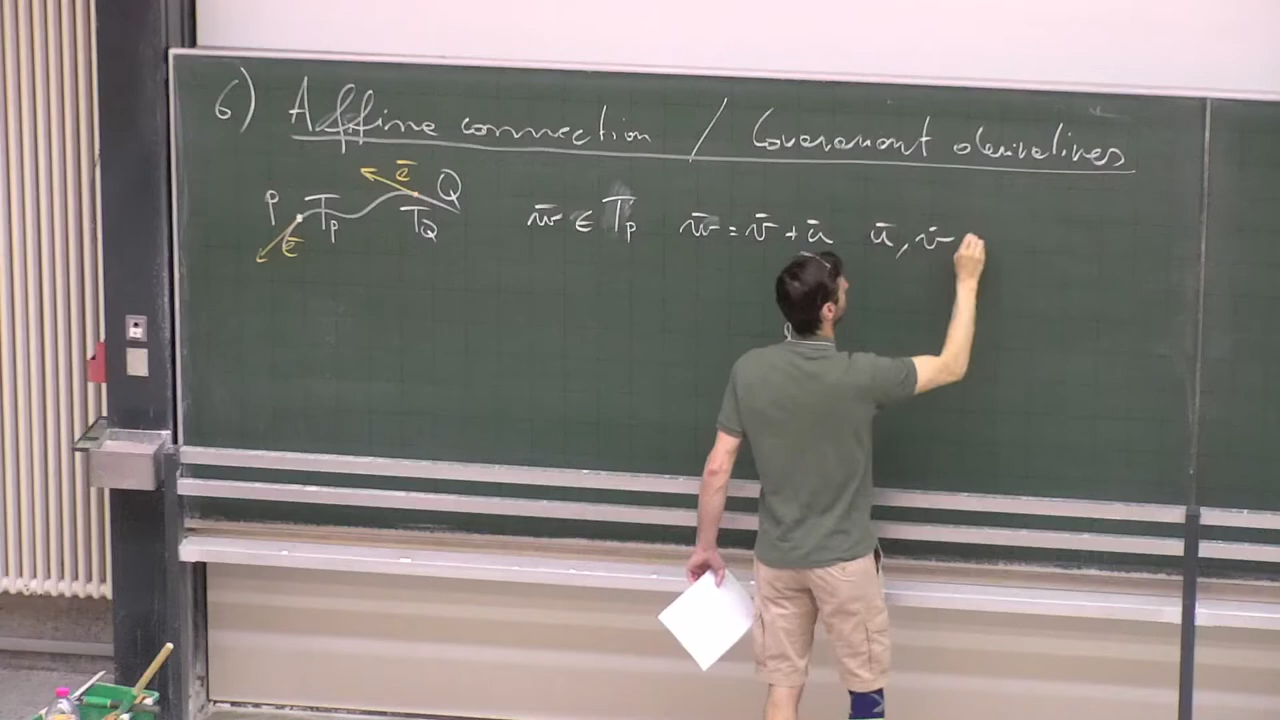 6) Affine connection / Covariant derivatives
P T_P ē T_Q Q w̄ ∈ T_P w̄ = v̄ + ū ū, v̄
ē